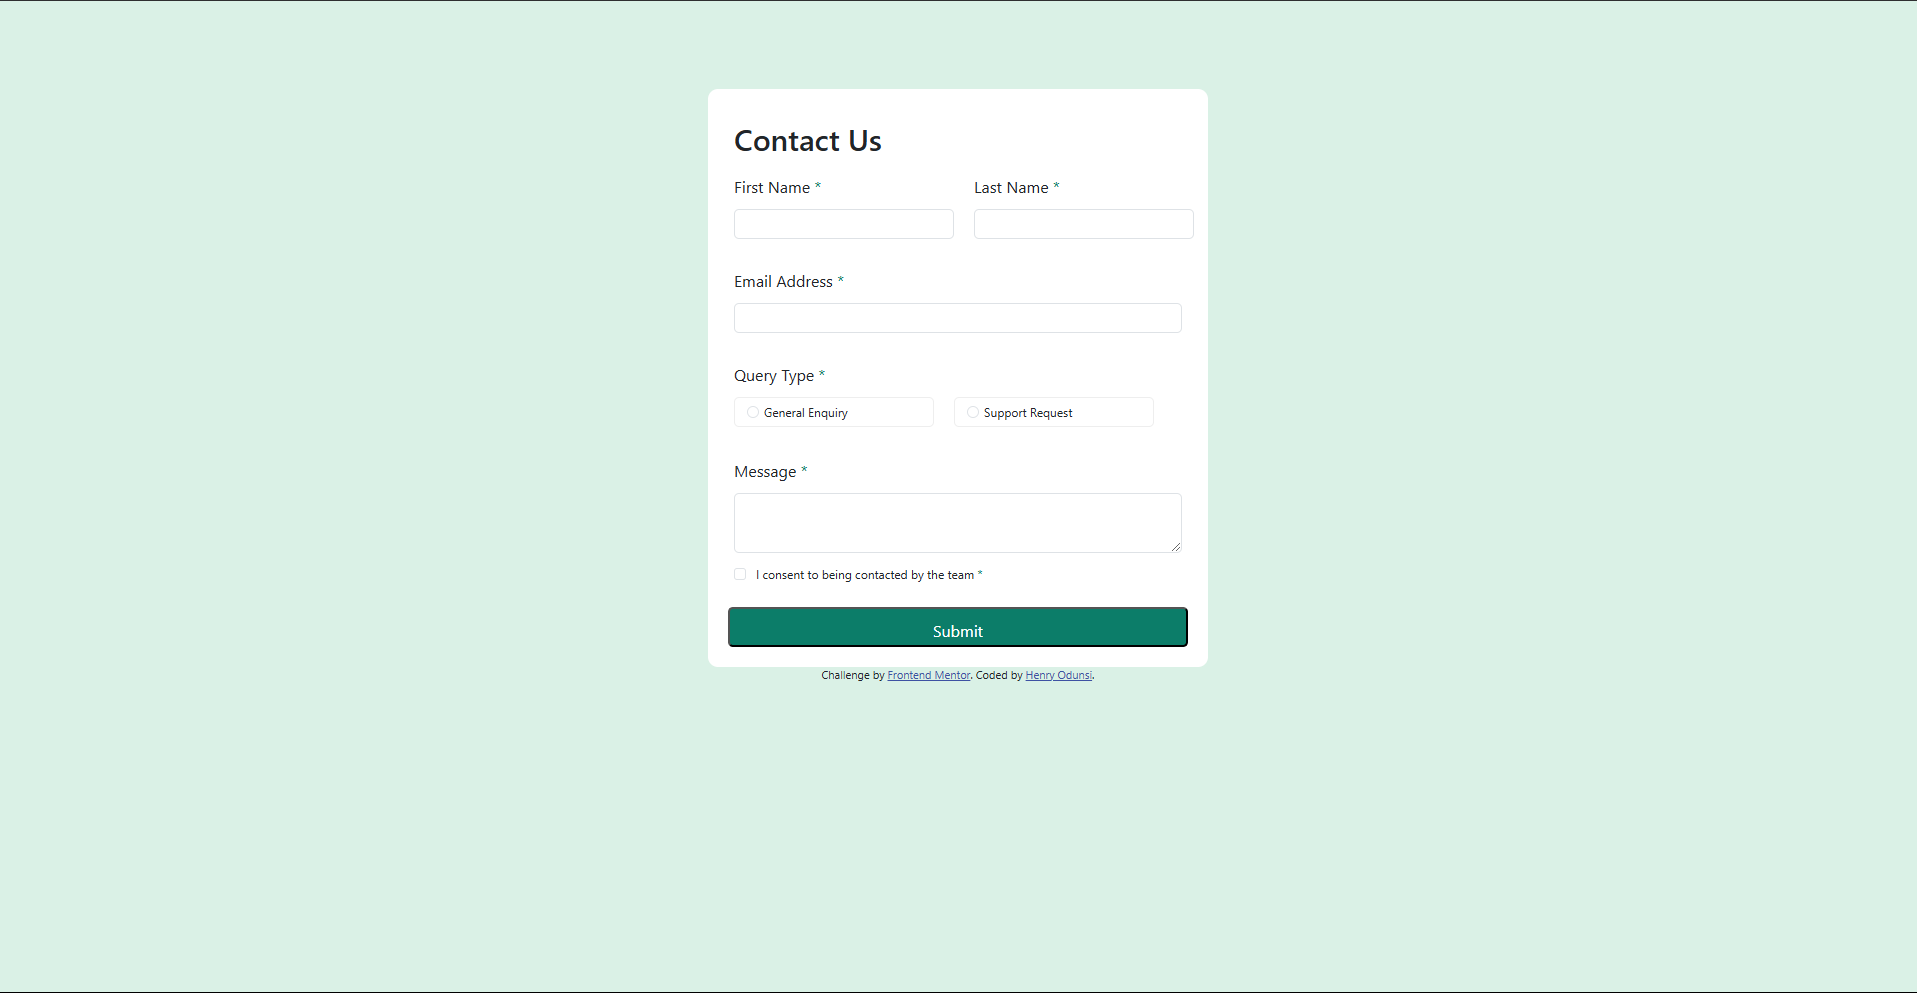 Contact Us
First Name * Last Name *
Email Address *
Query Type *
General Enquiry Support Request
Message *
I consent to being contacted by the team *
Submit
Challenge by Frontend Mentor. Coded by Henry Odunsi.